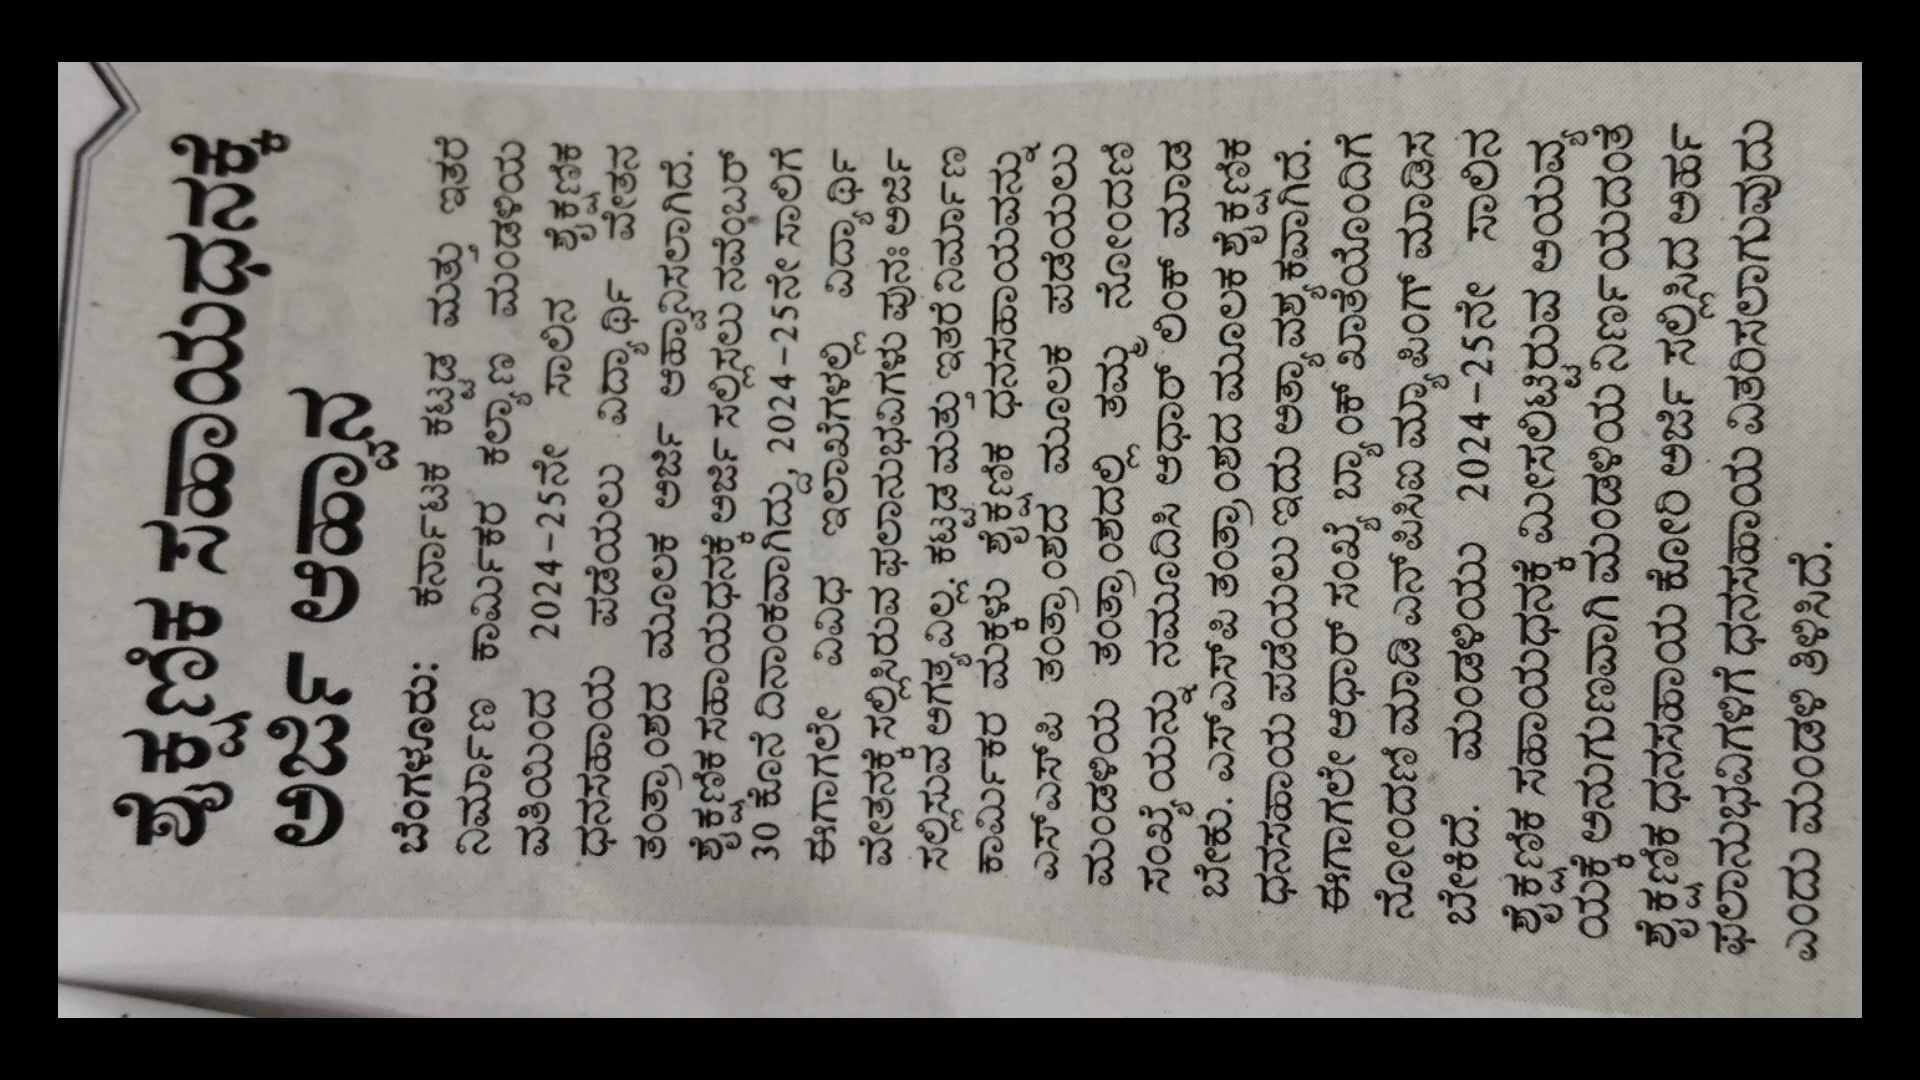 ಶೈಕ್ಷಣಿಕ ಸಹಾಯಧನಕ್ಕೆ
ಅರ್ಜಿ ಆಹ್ವಾನ
ಬೆಂಗಳೂರು: ಕರ್ನಾಟಕ ಕಟ್ಟಡ ಮತ್ತು ಇತರೆ
ನಿರ್ಮಾಣ ಕಾರ್ಮಿಕರ ಕಲ್ಯಾಣ ಮಂಡಳಿಯ
ವತಿಯಿಂದ 2024-25ನೇ ಸಾಲಿನ ಶೈಕ್ಷಣಿಕ
ಧನಸಹಾಯ ಪಡೆಯಲು ವಿದ್ಯಾರ್ಥಿ ವೇತನ
ತಂತ್ರಾಂಶದ ಮೂಲಕ ಅರ್ಜಿ ಆಹ್ವಾನಿಸಲಾಗಿದೆ.
ಶೈಕ್ಷಣಿಕ ಸಹಾಯಧನಕ್ಕೆ ಅರ್ಜಿ ಸಲ್ಲಿಸಲು ನವೆಂಬರ್
30 ಕೊನೆ ದಿನಾಂಕವಾಗಿದ್ದು, 2024-25ನೇ ಸಾಲಿಗೆ
ಈಗಾಗಲೇ ವಿವಿಧ ಇಲಾಖೆಗಳಲ್ಲಿ ವಿದ್ಯಾರ್ಥಿ
ವೇತನಕ್ಕೆ ಸಲ್ಲಿಸಿರುವ ಫಲಾನುಭವಿಗಳು ಪುನಃ ಅರ್ಜಿ
ಸಲ್ಲಿಸುವ ಅಗತ್ಯವಿಲ್ಲ. ಕಟ್ಟಡ ಮತ್ತು ಇತರೆ ನಿರ್ಮಾಣ
ಕಾರ್ಮಿಕರ ಮಕ್ಕಳು ಶೈಕ್ಷಣಿಕ ಧನಸಹಾಯವನ್ನು
ಎಸ್‌ಎಸ್‌ಪಿ ತಂತ್ರಾಂಶದ ಮೂಲಕ ಪಡೆಯಲು
ಮಂಡಳಿಯ ತಂತ್ರಾಂಶದಲ್ಲಿ ತಮ್ಮ ನೋಂದಣಿ
ಸಂಖ್ಯೆಯನ್ನು ನಮೂದಿಸಿ ಆಧಾರ್ ಲಿಂಕ್ ಮಾಡ
ಬೇಕು. ಎಸ್‌ಎಸ್‌ಪಿ ತಂತ್ರಾಂಶದ ಮೂಲಕ ಶೈಕ್ಷಣಿಕ
ಧನಸಹಾಯ ಪಡೆಯಲು ಇದು ಅತ್ಯಾವಶ್ಯಕವಾಗಿದೆ.
ಈಗಾಗಲೇ ಆಧಾರ್ ಸಂಖ್ಯೆ ಬ್ಯಾಂಕ್ ಖಾತೆಯೊಂದಿಗೆ
ನೋಂದಣಿ ಮಾಡಿ ಎನ್‌ಪಿಸಿಐ ಮ್ಯಾಪಿಂಗ್ ಮಾಡಿಸ
ಬೇಕಿದೆ. ಮಂಡಳಿಯು 2024-25ನೇ ಸಾಲಿನ
ಶೈಕ್ಷಣಿಕ ಸಹಾಯಧನಕ್ಕೆ ಮೀಸಲಿಟ್ಟಿರುವ ಆಯವ್ಯ
ಯಕ್ಕೆ ಅನುಗುಣವಾಗಿ ಮಂಡಳಿಯ ನಿರ್ಣಯದಂತೆ
ಶೈಕ್ಷಣಿಕ ಧನಸಹಾಯ ಕೋರಿ ಅರ್ಜಿ ಸಲ್ಲಿಸಿದ ಅರ್ಹ
ಫಲಾನುಭವಿಗಳಿಗೆ ಧನಸಹಾಯ ವಿತರಿಸಲಾಗುವುದು
ಎಂದು ಮಂಡಳಿ ತಿಳಿಸಿದೆ.